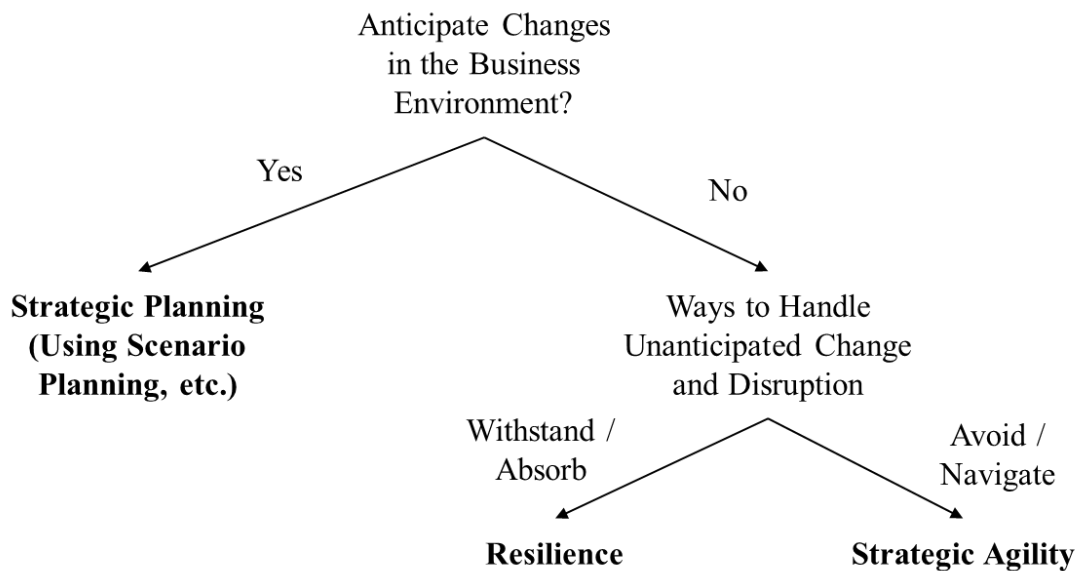 Anticipate Changes
in the Business
Environment?
Yes
No
Strategic Planning
(Using Scenario
Planning, etc.)
Ways to Handle
Unanticipated Change
and Disruption
Withstand /
Absorb
Avoid /
Navigate
Resilience
Strategic Agility